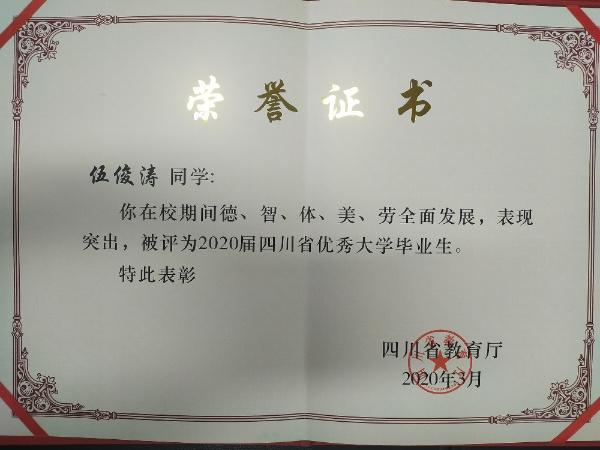 荣誉证书
伍俊涛 同学:
你在校期间德、智、体、美、劳全面发展，表现
突出，被评为2020届四川省优秀大学毕业生。
特此表彰
四川省教育厅
2020年3月